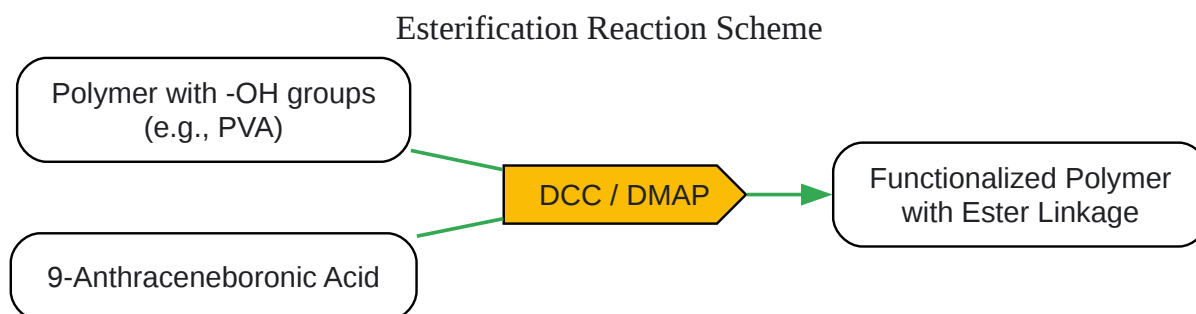 Esterification Reaction Scheme
Polymer with -OH groups
(e.g., PVA)
9-Anthraceneboronic Acid
DCC / DMAP
Functionalized Polymer
with Ester Linkage